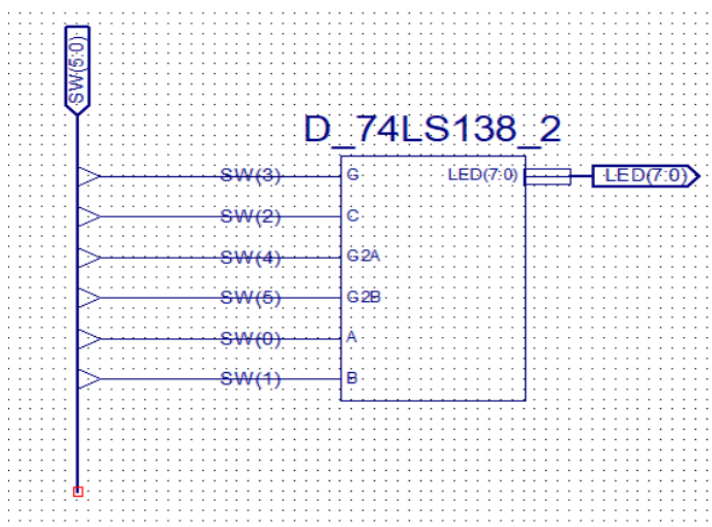 SW(5:0)
D_74LS138_2
SW(3) G LED(7:0) LED(7:0)
SW(2) C
SW(4) G2A
SW(5) G2B
SW(0) A
SW(1) B